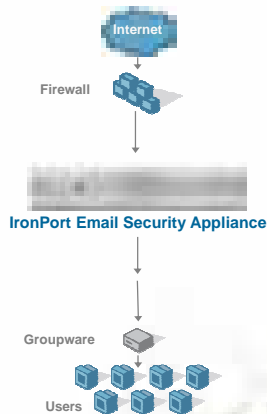 Internet
Firewall
IronPort Email Security Appliance
Groupware
Users